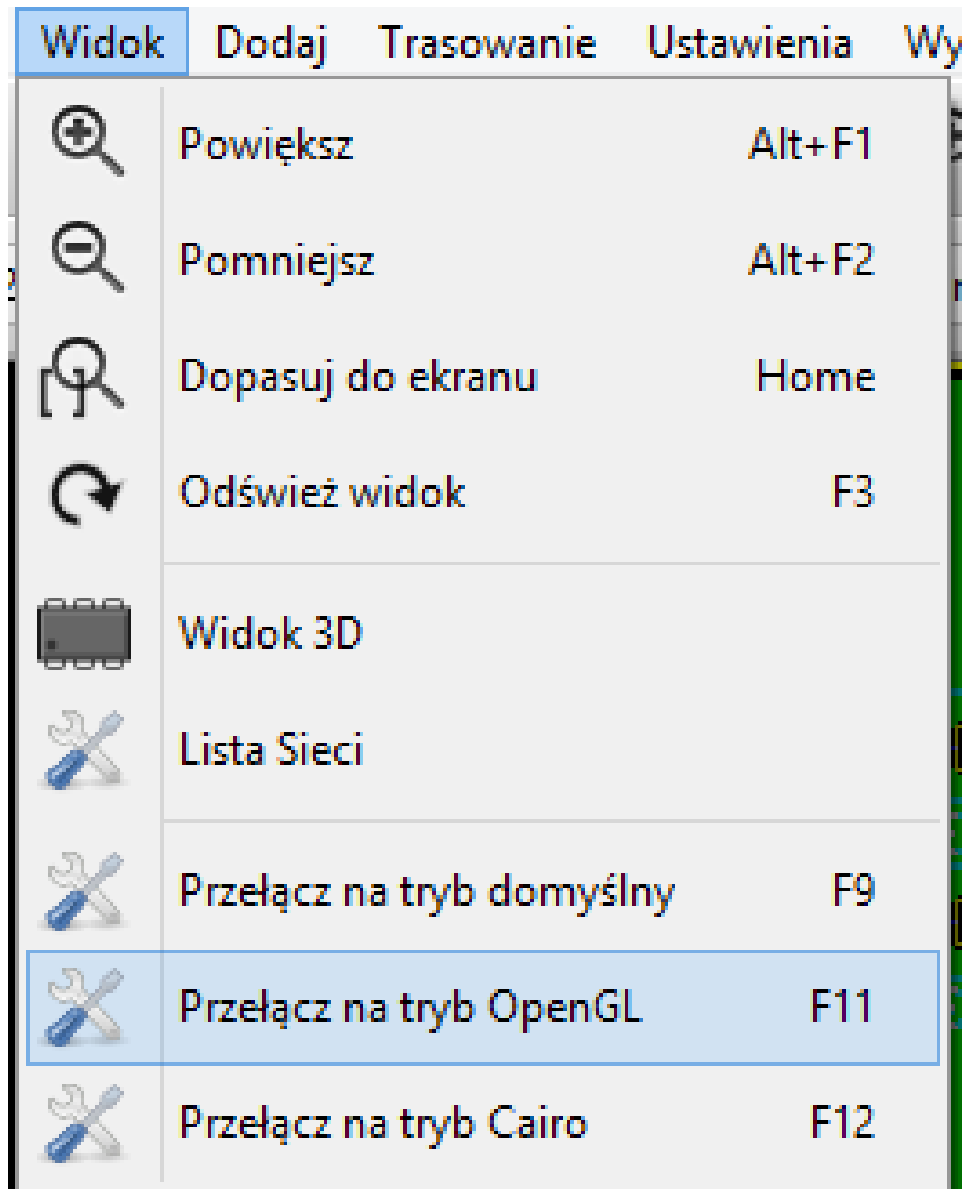 Widok Dodaj Trasowanie Ustawienia
Powiększ Alt+F1
Pomniejsz Alt+F2
Dopasuj do ekranu Home
Odśwież widok F3
Widok 3D
Lista Sieci
Przełącz na tryb domyślny F9
Przełącz na tryb OpenGL F11
Przełącz na tryb Cairo F12